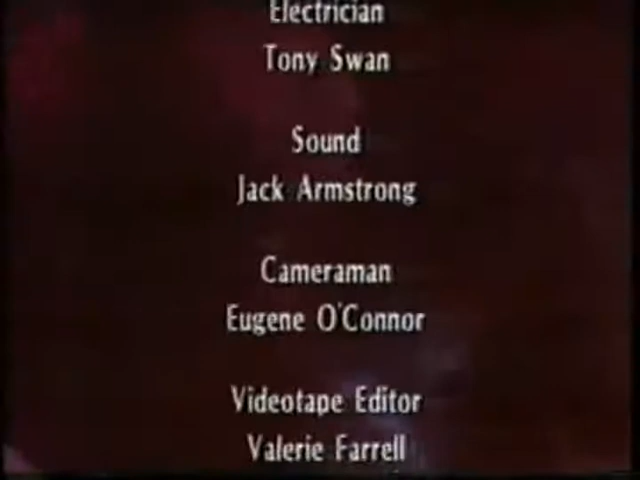 Electrician
Tony Swan
Sound
Jack Armstrong
Cameraman
Eugene O'Connor
Videotape Editor
Valerie Farrell